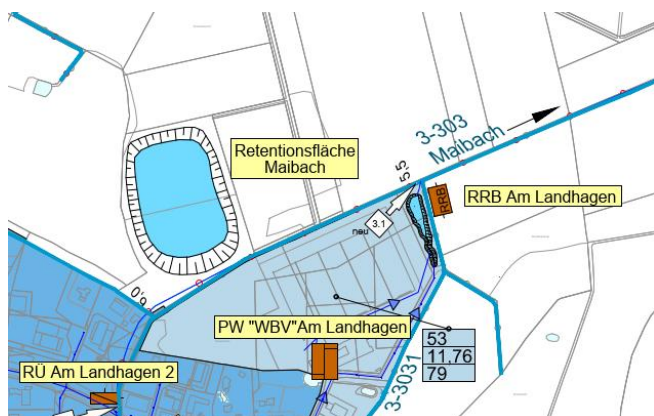 3-303
Maibach
Retentionsfläche
Maibach
5,5
RRB
RRB Am Landhagen
3.1
neu
6,0
PW "WBV"Am Landhagen
53
11,76
79
RÜ Am Landhagen 2
3-3031